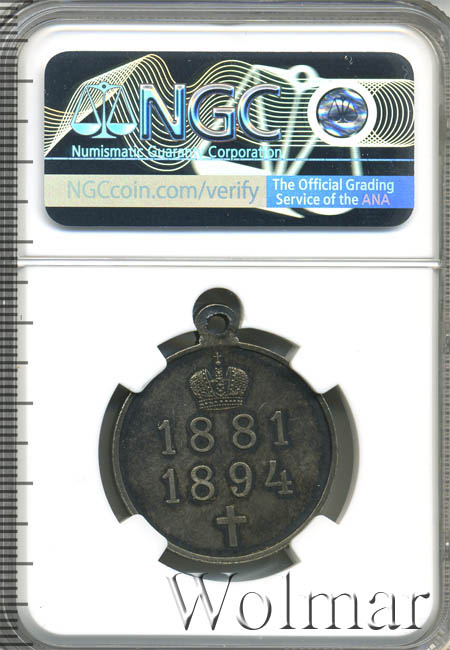 NGC
Numismatic Guaranty Corporation
NGCcoin.com/verify
The Official Grading
Service of the ANA
1881
1894
Wolmar